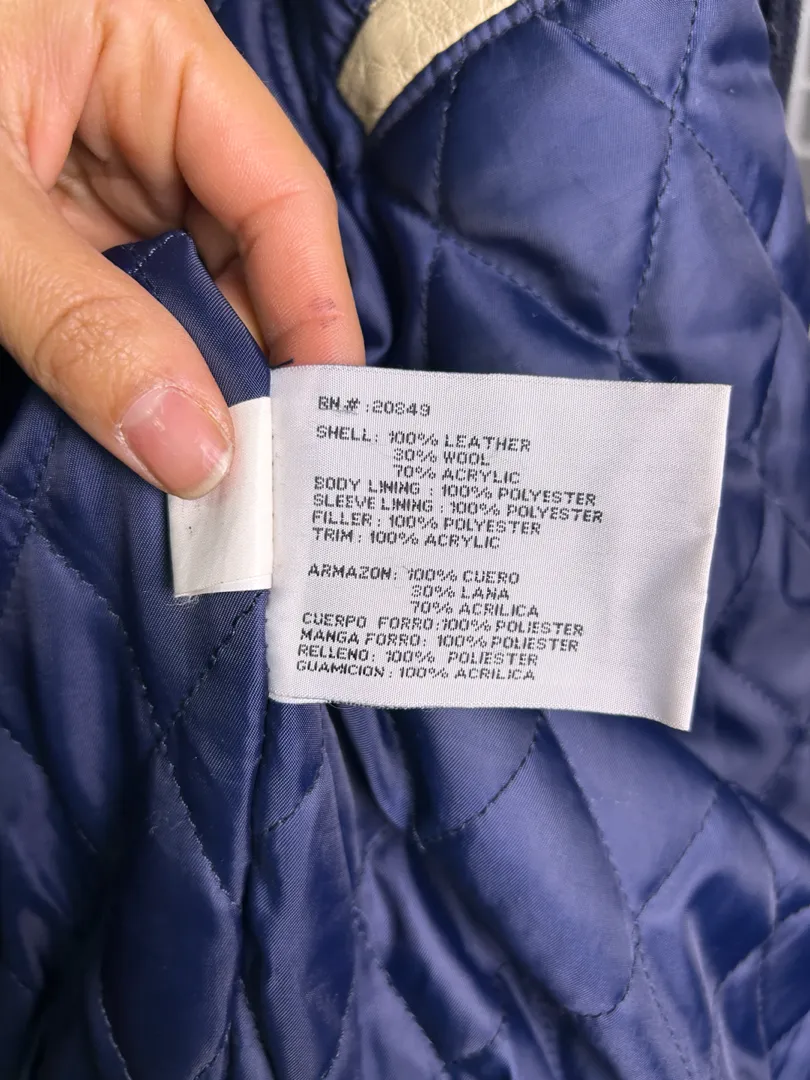 RN.# :20849
SHELL: 100% LEATHER
30% WOOL
70% ACRYLIC
BODY LINING : 100% POLYESTER
SLEEVE LINING : 100% POLYESTER
FILLER : 100% POLYESTER
TRIM : 100% ACRYLIC
ARMAZON: 100% CUERO
30% LANA
70% ACRILICA
CUERPO FORRO:100% POLIESTER
MANGA FORRO: 100% POLIESTER
RELLENO: 100% POLIESTER
GUAMICION : 100% ACRILICA